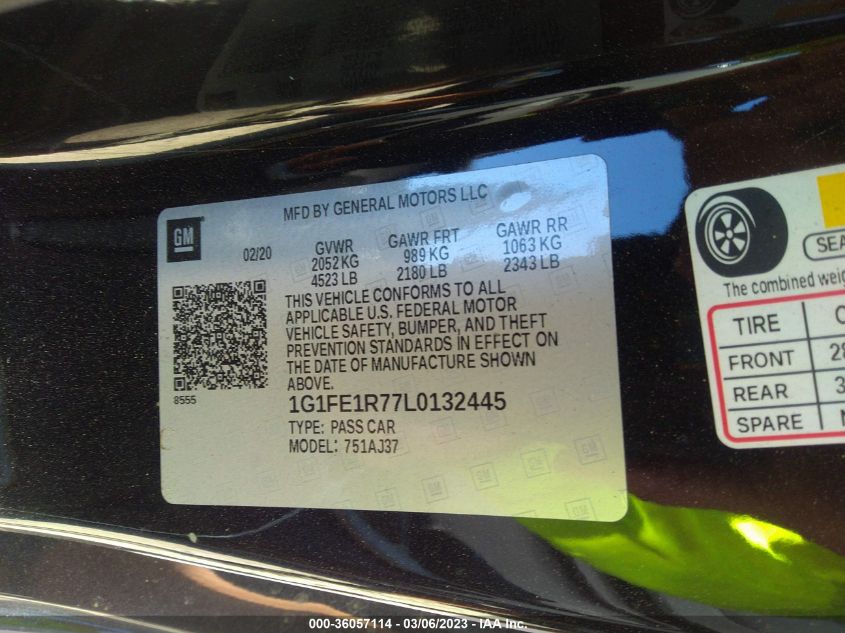 MFD BY GENERAL MOTORS LLC
GM
02/20
GVWR
2052 KG
4523 LB
GAWR FRT
989 KG
2180 LB
GAWR RR
1063 KG
2343 LB
THIS VEHICLE CONFORMS TO ALL
APPLICABLE U.S. FEDERAL MOTOR
VEHICLE SAFETY, BUMPER, AND THEFT
PREVENTION STANDARDS IN EFFECT ON
THE DATE OF MANUFACTURE SHOWN
ABOVE.
8555
1G1FE1R77L0132445
TYPE: PASS CAR
MODEL: 751AJ37
The combined
TIRE
FRONT
REAR
SPARE
000-36057114 - 03/06/2023 - IAA Inc.